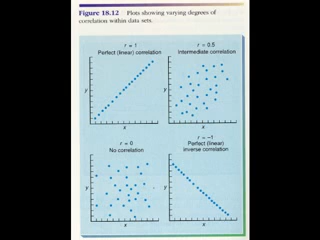 Figure 18.12 Plots showing varying degrees of
correlation within data sets.
r = 1
Perfect (linear) correlation
y
x
r = 0.5
Intermediate correlation
y
x
r = 0
No correlation
y
x
r = −1
Perfect (linear)
inverse correlation
y
x